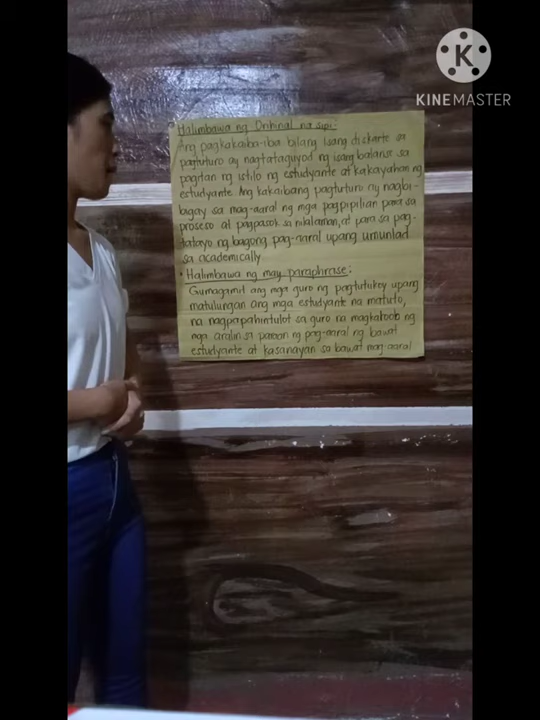 KINEMASTER
Halimbawa ng Orihinal na sipi:
Ang pagkakaiba-iba bilang isang diskarte sa
pagtuturo ay nagtataguyod ng isang balanse sa
pagitan ng istilo ng estudyante at kakayahan ng
estudyante. Ang kakaibang pagtuturo ay nagbi-
bigay sa mag-aaral ng mga pagpipilian para sa
proseso at pagpasok sa nilalaman, at para sa pag-
tatayo ng bagong pag-aaral upang umunlad
sa academically
• Halimbawa ng may paraphrase:
Gumagamit ang mga guro ng pagtutukoy upang
matulungan ang mga estudyante na matuto,
na nagpapahintulot sa guro na magkakoob ng
mga aralin sa paraan ng pag-aaral ng bawat
estudyante at kasanayan sa bawat mag-aaral